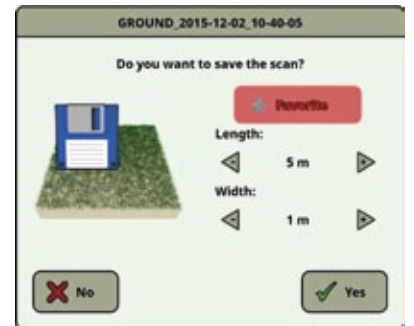 GROUND_2015-12-02_10-40-05
Do you want to save the scan?
Favorite
Length:
5 m
Width:
1 m
No
Yes